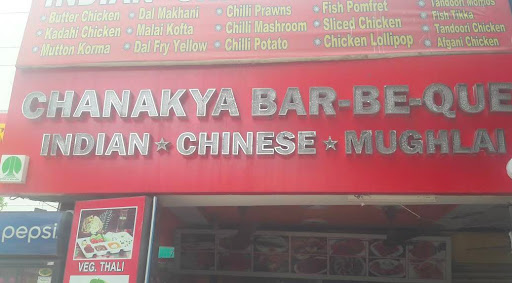 • Butter Chicken • Dal Makhani • Chilli Prawns • Fish Pomfret • Tandoori Momos
• Kadahi Chicken • Malai Kofta • Chilli Mashroom • Sliced Chicken • Fish Tikka
• Mutton Korma • Dal Fry Yellow • Chilli Potato • Chicken Lollipop • Tandoori Chicken
• Afgani Chicken
CHANAKYA BAR-BE-QUE
INDIAN ★ CHINESE ★ MUGHLAI
pepsi
VEG. THALI